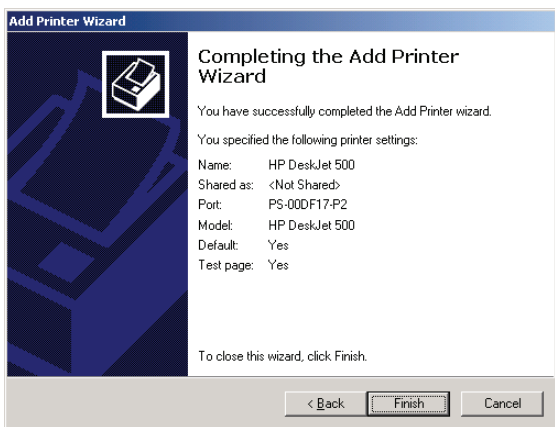 Add Printer Wizard
Completing the Add Printer
Wizard
You have successfully completed the Add Printer wizard.
You specified the following printer settings:
Name: HP DeskJet 500
Shared as: <Not Shared>
Port: PS-00DF17-P2
Model: HP DeskJet 500
Default: Yes
Test page: Yes
To close this wizard, click Finish.
< Back Finish Cancel